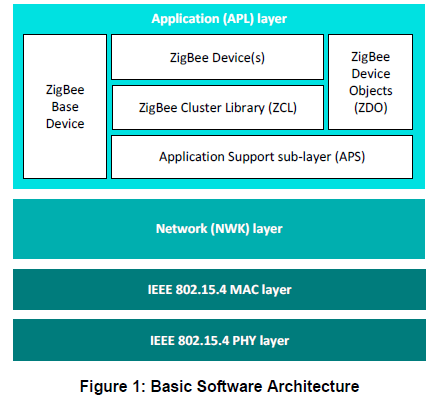 Application (APL) layer
ZigBee
Base
Device
ZigBee Device(s)
ZigBee Cluster Library (ZCL)
ZigBee
Device
Objects
(ZDO)
Application Support sub-layer (APS)
Network (NWK) layer
IEEE 802.15.4 MAC layer
IEEE 802.15.4 PHY layer
Figure 1: Basic Software Architecture